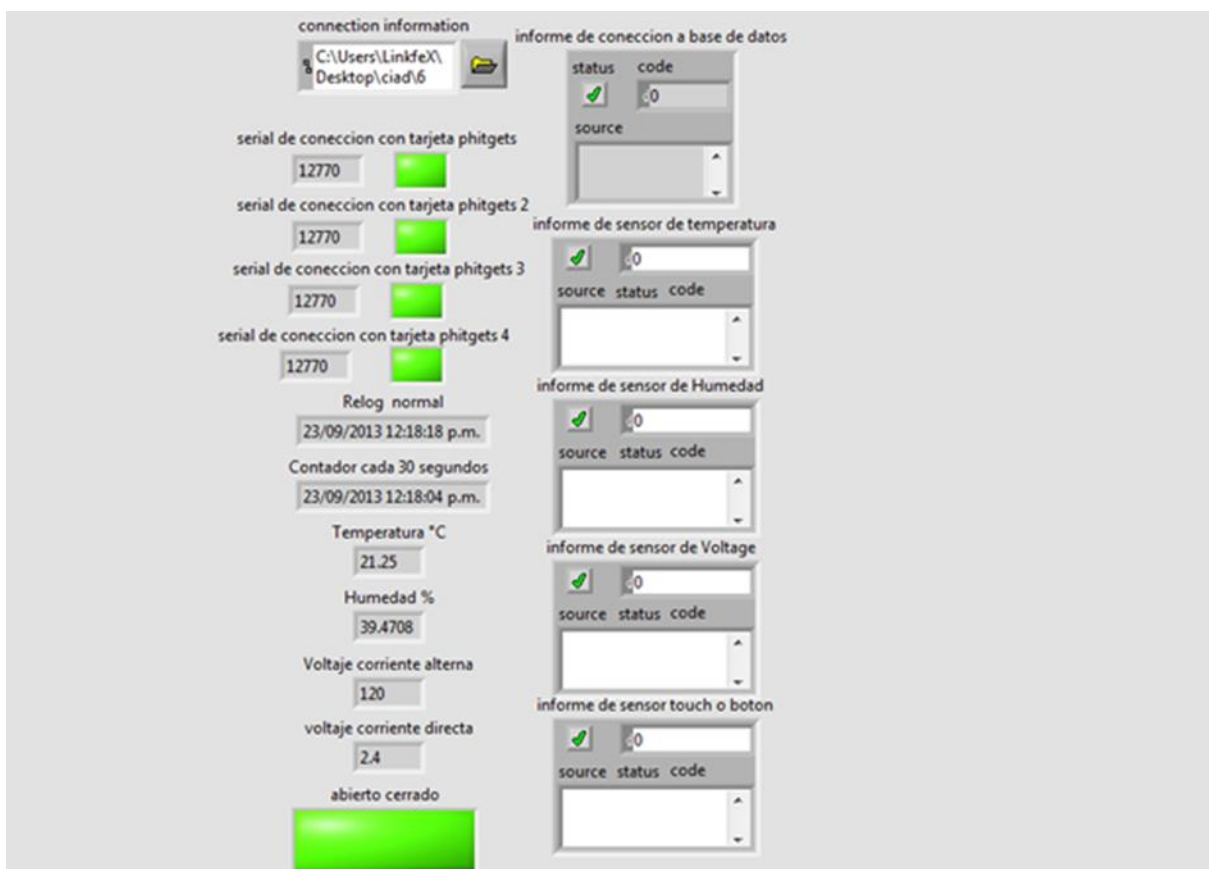 connection information
C:\Users\LinkfeX\
Desktop\ciad\6
serial de coneccion con tarjeta phitgets
12770
serial de coneccion con tarjeta phitgets 2
12770
serial de coneccion con tarjeta phitgets 3
12770
serial de coneccion con tarjeta phitgets 4
12770
Relog normal
23/09/2013 12:18:18 p.m.
Contador cada 30 segundos
23/09/2013 12:18:04 p.m.
Temperatura °C
21.25
Humedad %
39.4708
Voltaje corriente alterna
120
voltaje corriente directa
2.4
abierto cerrado
informe de coneccion a base de datos
status code
d0
source
informe de sensor de temperatura
d0
source status code
informe de sensor de Humedad
d0
source status code
informe de sensor de Voltage
d0
source status code
informe de sensor touch o boton
d0
source status code